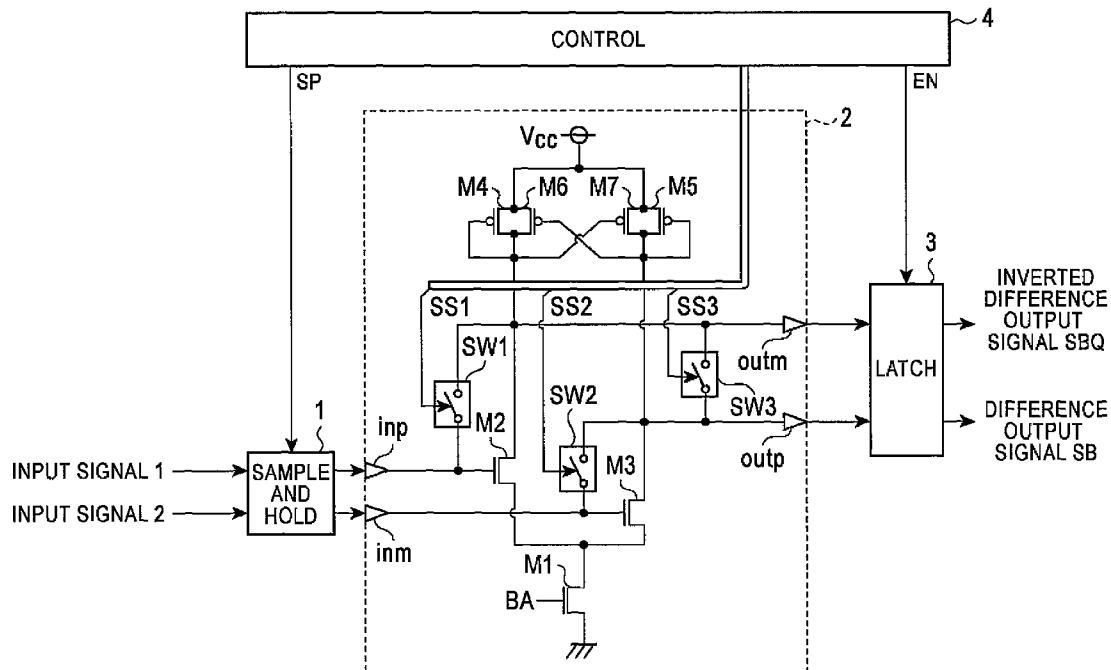 4
CONTROL
SP
EN
2
Vcc
M4
M6
M7
M5
3
INVERTED
DIFFERENCE
OUTPUT
SIGNAL SBQ
SS1
SS2
SS3
SW1
outm
LATCH
SW2
SW3
1
inp
M2
DIFFERENCE
OUTPUT
SIGNAL SB
outp
M3
INPUT SIGNAL 1
SAMPLE
AND
HOLD
INPUT SIGNAL 2
inm
M1
BA